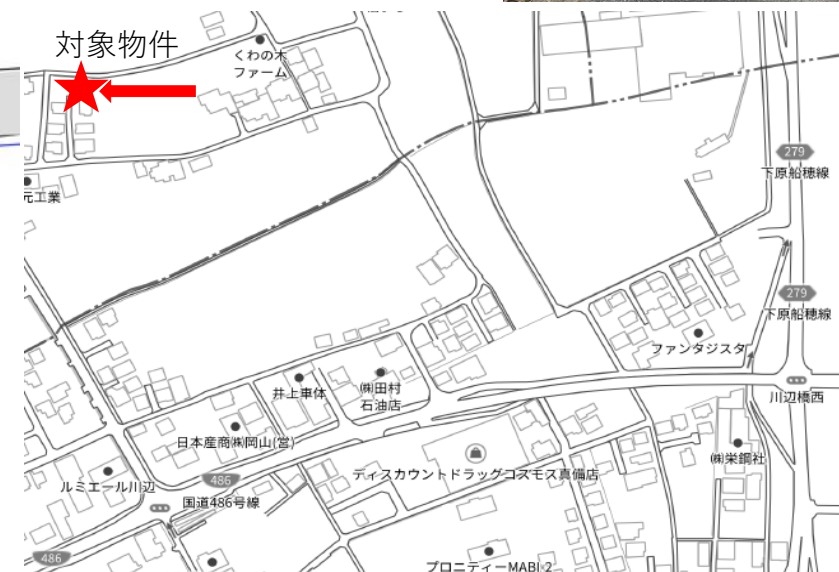 対象物件
くわの木
ファーム
279
下原船穂線
元工業
279
下原船穂線
ファンタジスタ
井上車体
㈱田村
石油店
川辺橋西
日本産商㈱岡山(営)
㈱栄鋼社
ディスカウントドラッグコスモス真備店
486
ルミエール川辺
国道486号線
486
プロニティーMABI 2